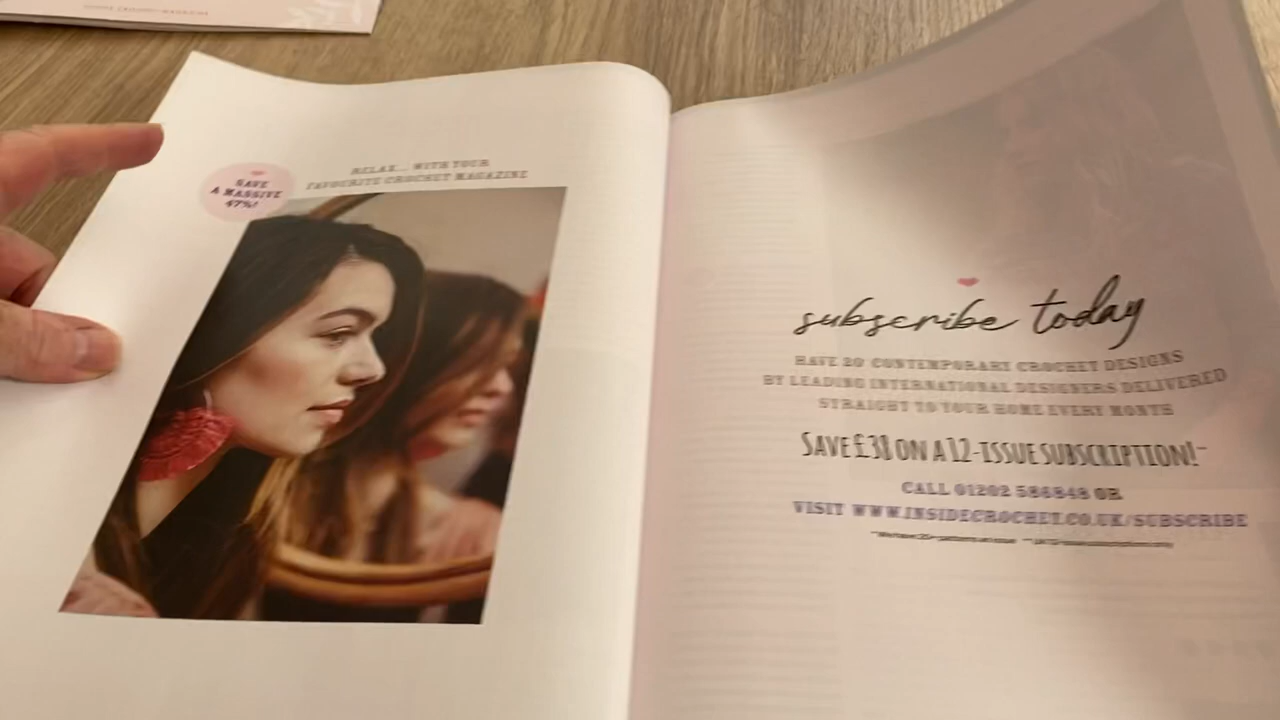 SAVE
A MASSIVE
47%!
RELAX... WITH YOUR
FAVOURITE CROCHET MAGAZINE
subscribe today
HAVE 20* CONTEMPORARY CROCHET DESIGNS
BY LEADING INTERNATIONAL DESIGNERS DELIVERED
STRAIGHT TO YOUR HOME EVERY MONTH
SAVE £38 ON A 12-ISSUE SUBSCRIPTION!**
CALL 01202 586848 OR
VISIT WWW.INSIDECROCHET.CO.UK/SUBSCRIBE